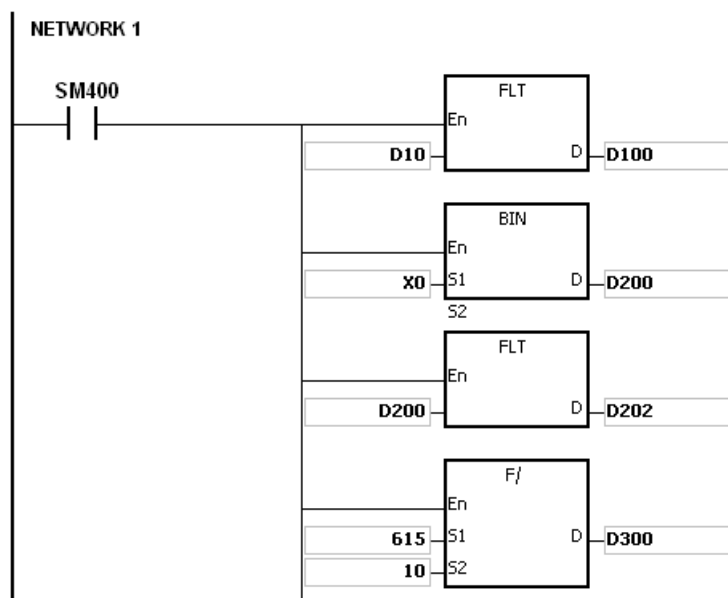 NETWORK 1
SM400
FLT
En
D10 D D100
BIN
En
X0 S1 D D200
S2
FLT
En
D200 D D202
F/
En
615 S1 D D300
10 S2